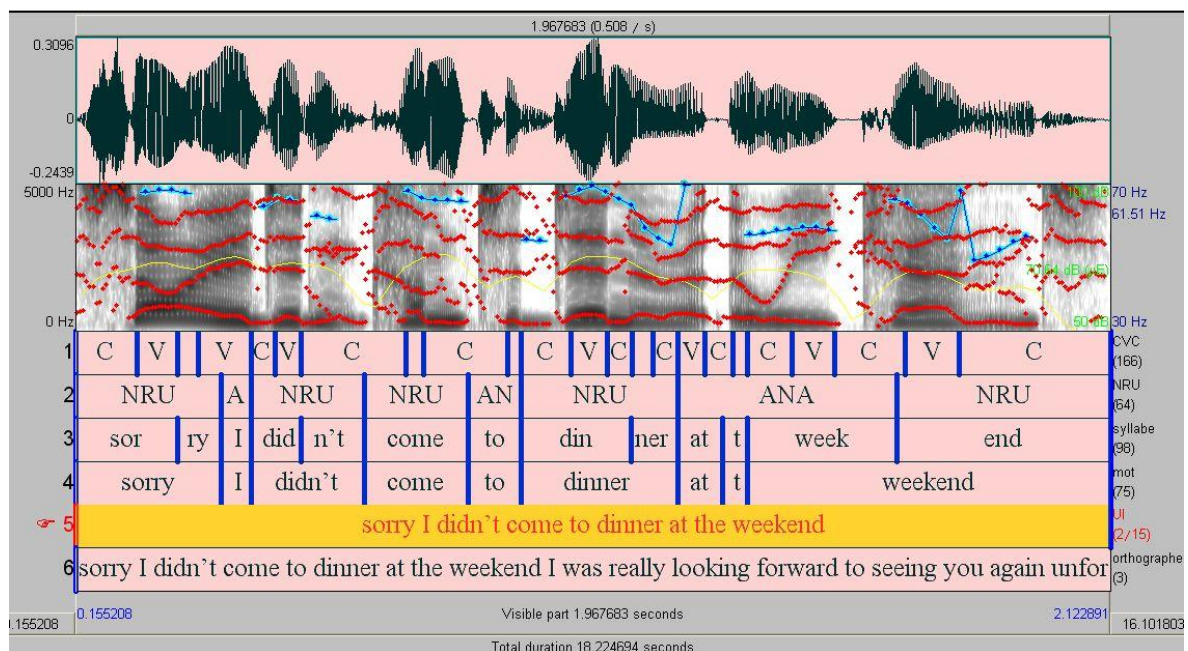 1.967683 (0.508 / s)
0.3096
0
-0.2439
5000 Hz
70 Hz
61.51 Hz
0 Hz
50 dB 30 Hz
1 C V V C V C C C V C C V C C V C V C CVC (166)
2 NRU A NRU NRU AN NRU ANA NRU NRU (64)
3 sor ry I did n't come to din ner at t week end syllabe (98)
4 sorry I didn't come to dinner at t weekend mot (75)
5 sorry I didn't come to dinner at the weekend UI (2/15)
6 sorry I didn't come to dinner at the weekend I was really looking forward to seeing you again unfor orthographe (3)
0.155208 Visible part 1.967683 seconds 2.122891
0.155208 16.101803
Total duration 18.224694 seconds